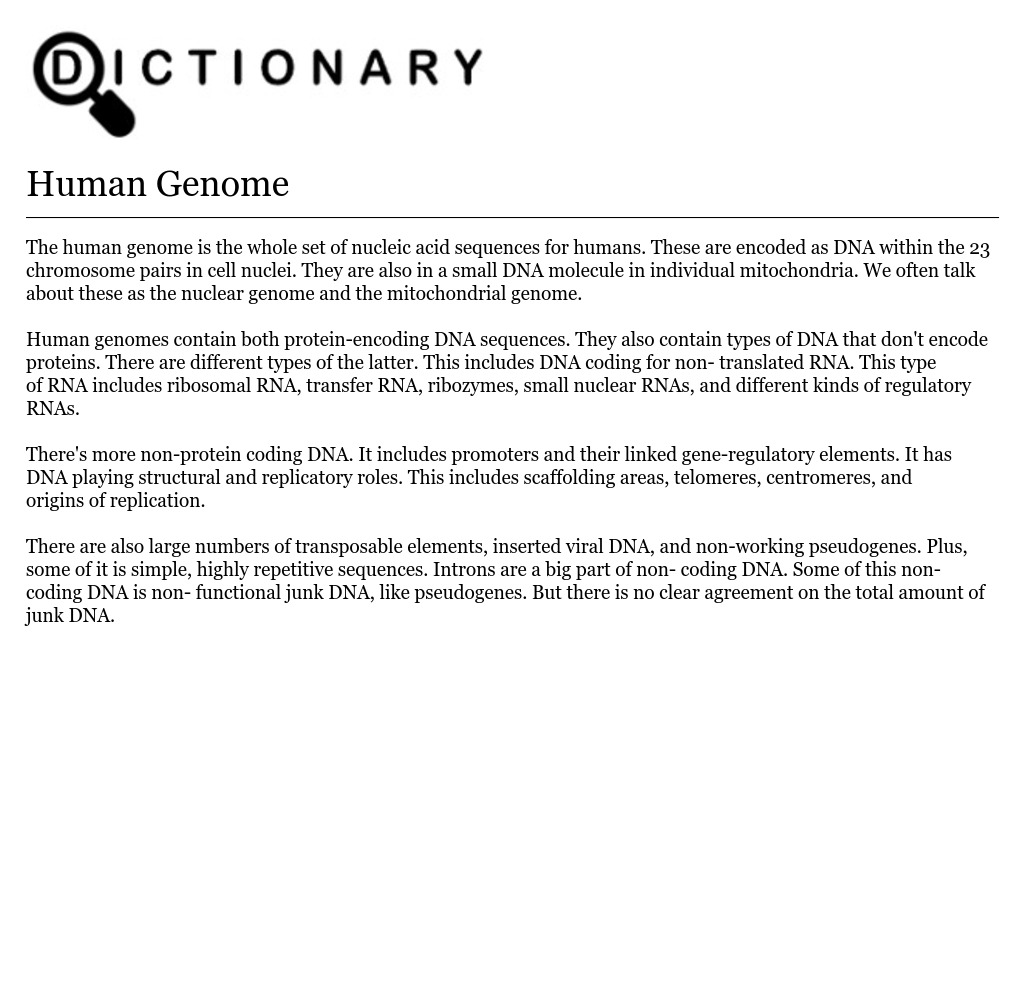 DICTIONARY
Human Genome
The human genome is the whole set of nucleic acid sequences for humans. These are encoded as DNA within the 23
chromosome pairs in cell nuclei. They are also in a small DNA molecule in individual mitochondria. We often talk
about these as the nuclear genome and the mitochondrial genome.
Human genomes contain both protein-encoding DNA sequences. They also contain types of DNA that don't encode
proteins. There are different types of the latter. This includes DNA coding for non- translated RNA. This type
of RNA includes ribosomal RNA, transfer RNA, ribozymes, small nuclear RNAs, and different kinds of regulatory
RNAs.
There's more non-protein coding DNA. It includes promoters and their linked gene-regulatory elements. It has
DNA playing structural and replicatory roles. This includes scaffolding areas, telomeres, centromeres, and
origins of replication.
There are also large numbers of transposable elements, inserted viral DNA, and non-working pseudogenes. Plus,
some of it is simple, highly repetitive sequences. Introns are a big part of non- coding DNA. Some of this non-
coding DNA is non- functional junk DNA, like pseudogenes. But there is no clear agreement on the total amount of
junk DNA.